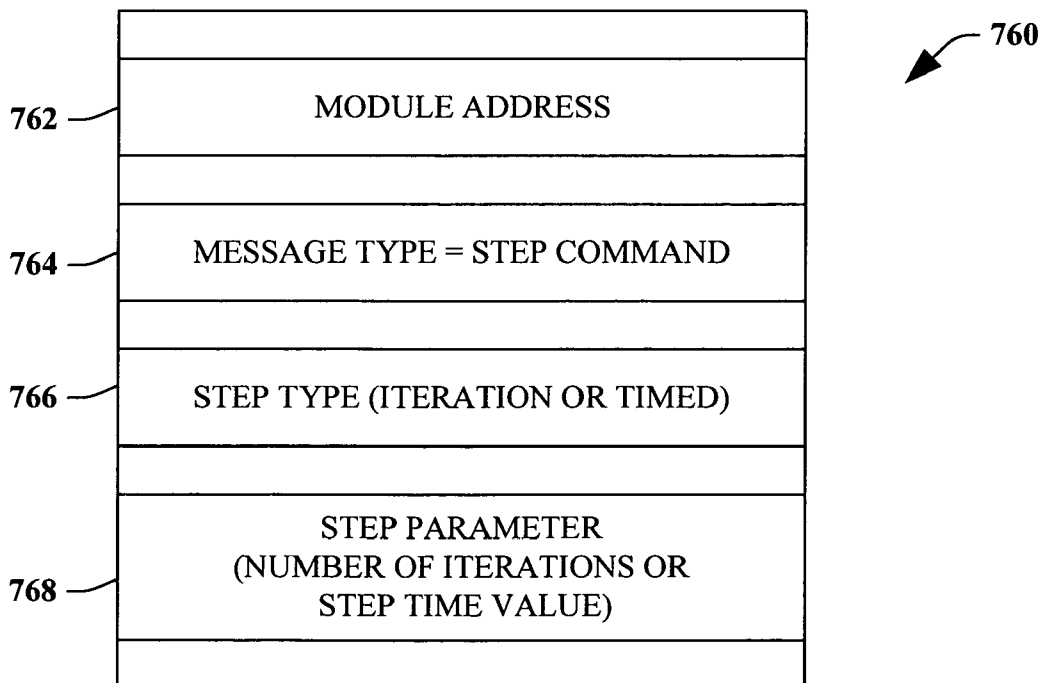 760
762
MODULE ADDRESS
764
MESSAGE TYPE = STEP COMMAND
766
STEP TYPE (ITERATION OR TIMED)
768
STEP PARAMETER
(NUMBER OF ITERATIONS OR
STEP TIME VALUE)